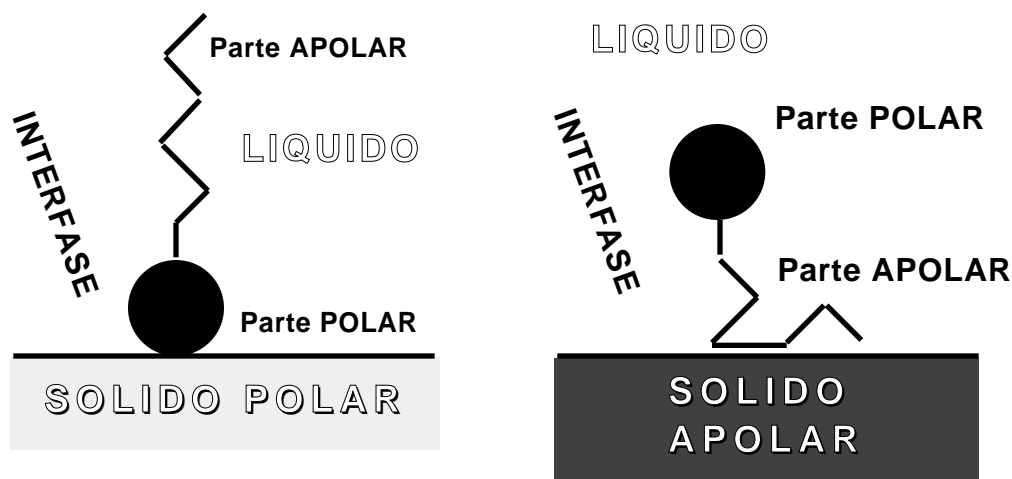 Parte APOLAR
LIQUIDO
INTERFASE
Parte POLAR
SOLIDO POLAR
LIQUIDO
Parte POLAR
INTERFASE
Parte APOLAR
SOLIDO
APOLAR